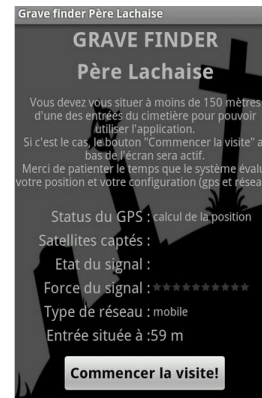 Grave finder Père Lachaise
GRAVE FINDER
Père Lachaise
Vous devez vous situer à moins de 150 mètres
d'une des entrées du cimetière pour pouvoir
utiliser l'application.
Si c'est le cas, le bouton "Commencer la visite" a
bas de l'écran sera actif.
Merci de patienter le temps que le système évalu
votre position et votre configuration (gps et résea
Status du GPS : calcul de la position
Satellites captés :
Etat du signal :
Force du signal : ★★★★★★★★★★
Type de réseau : mobile
Entrée située à :59 m
Commencer la visite!